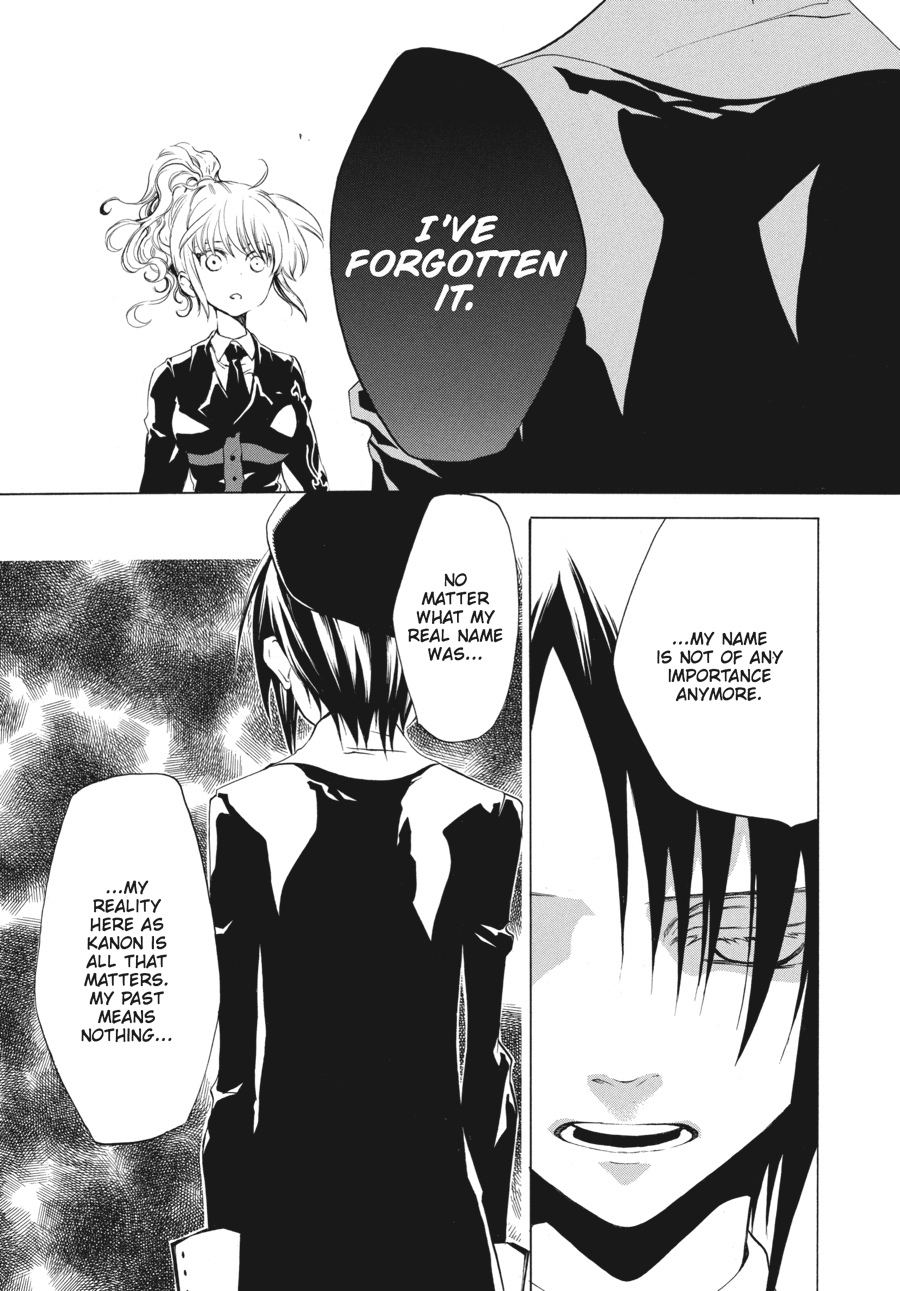 I'VE
FORGOTTEN
IT.
...MY NAME
IS NOT OF ANY
IMPORTANCE
ANYMORE.
NO
MATTER
WHAT MY
REAL NAME
WAS...
...MY
REALITY
HERE AS
KANON IS
ALL THAT
MATTERS.
MY PAST
MEANS
NOTHING...